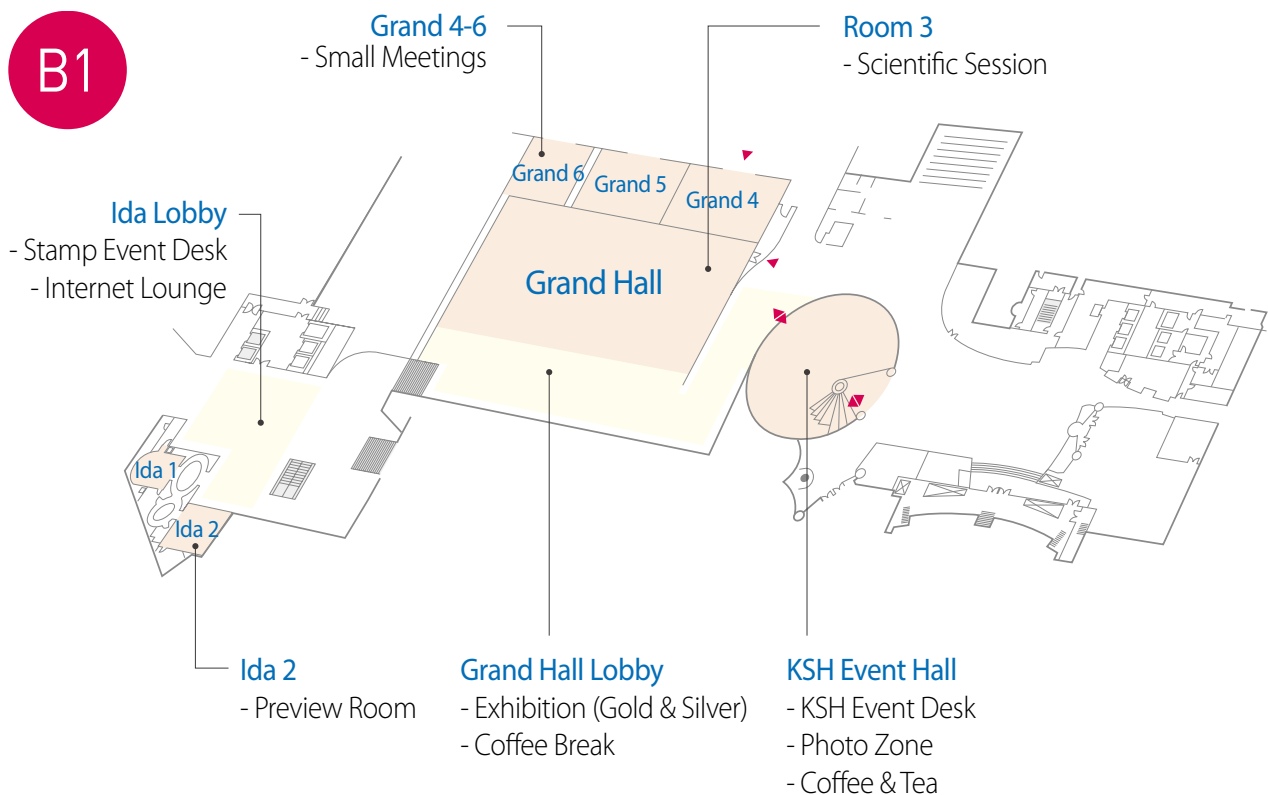 B1
Grand 4-6
- Small Meetings
Room 3
- Scientific Session
Grand 6
Grand 5
Grand 4
Ida Lobby
- Stamp Event Desk
- Internet Lounge
Grand Hall
Ida 1
Ida 2
Ida 2
- Preview Room
Grand Hall Lobby
- Exhibition (Gold & Silver)
- Coffee Break
KSH Event Hall
- KSH Event Desk
- Photo Zone
- Coffee & Tea